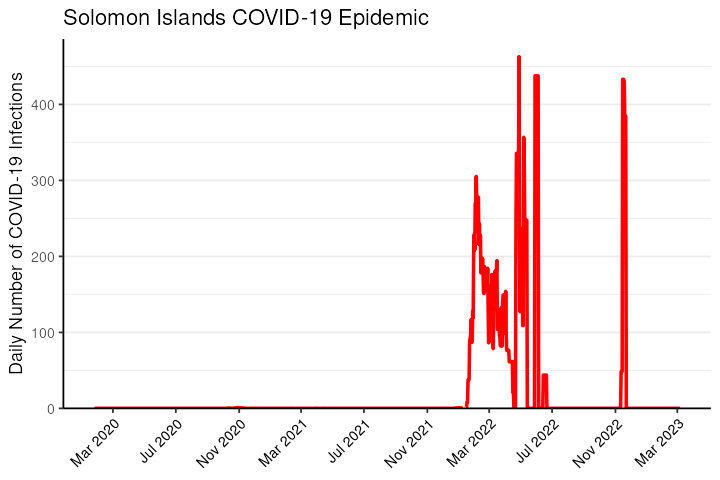 Solomon Islands COVID-19 Epidemic
Daily Number of COVID-19 Infections
400
300
200
100
0
Mar 2020
Jul 2020
Nov 2020
Mar 2021
Jul 2021
Nov 2021
Mar 2022
Jul 2022
Nov 2022
Mar 2023